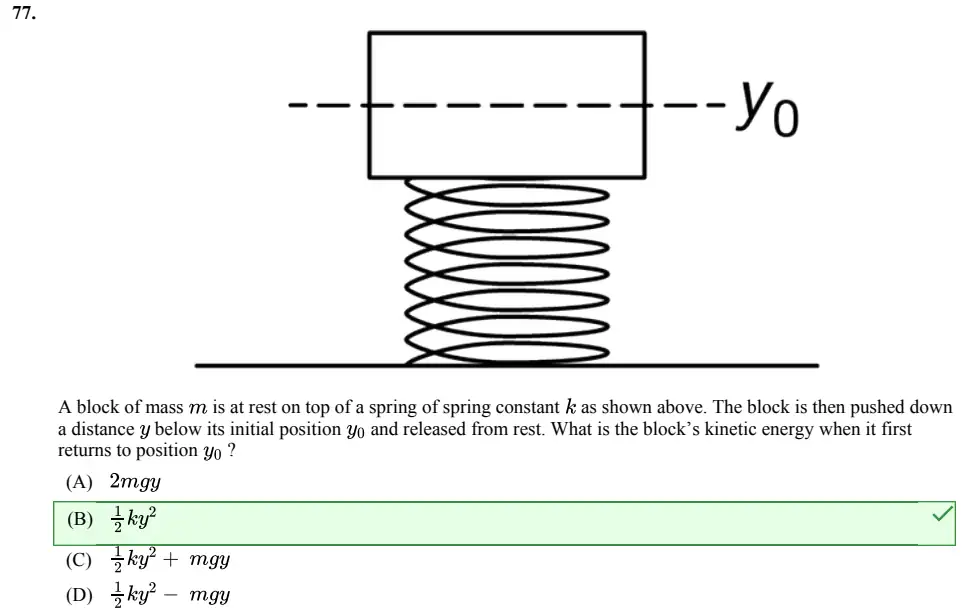 77.
y₀
A block of mass m is at rest on top of a spring of spring constant k as shown above. The block is then pushed down
a distance y below its initial position y₀ and released from rest. What is the block's kinetic energy when it first
returns to position y₀ ?
(A) 2mgy
(B) ½ky²
(C) ½ky² + mgy
(D) ½ky² − mgy